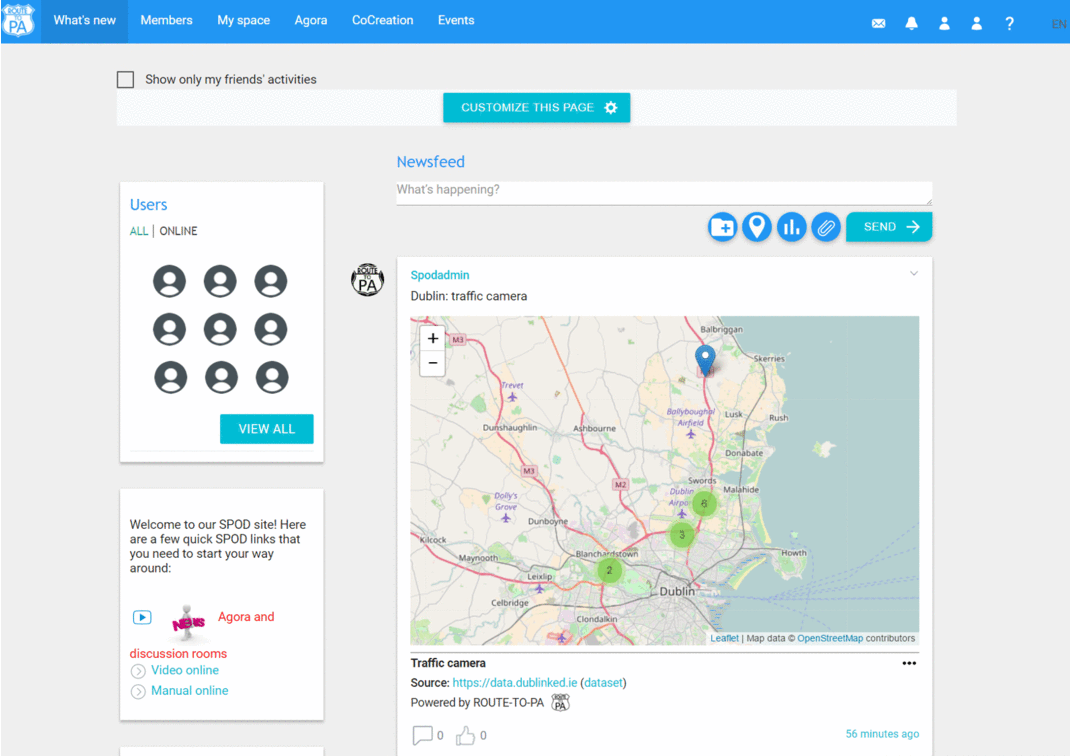 ROUTE TO PA
What's new Members My space Agora CoCreation Events ? EN
Show only my friends' activities
CUSTOMIZE THIS PAGE
Newsfeed
What's happening?
SEND
Users
ALL | ONLINE
VIEW ALL
Welcome to our SPOD site! Here
are a few quick SPOD links that
you need to start your way
around:
NEWS Agora and
discussion rooms
Video online
Manual online
ROUTE TO PA
Spodadmin
Dublin: traffic camera
+
−
Balbriggan
M3
Skerries
Trevet
Ballyboughal
Airfield
Lusk
Rush
Dunshaughlin
Ashbourne
Donabate
M3
M2
Swords
Malahide
Dolly's
Grove
Dublin
Airpo
6
Dunboyne
3
Kilcock
Blanchardstown
Howth
Maynooth
2
Leixlip
Dublin
Celbridge
Clondalkin
Leaflet | Map data © OpenStreetMap contributors
Traffic camera •••
Source: https://data.dublinked.ie (dataset)
Powered by ROUTE-TO-PA PA
0 0 56 minutes ago